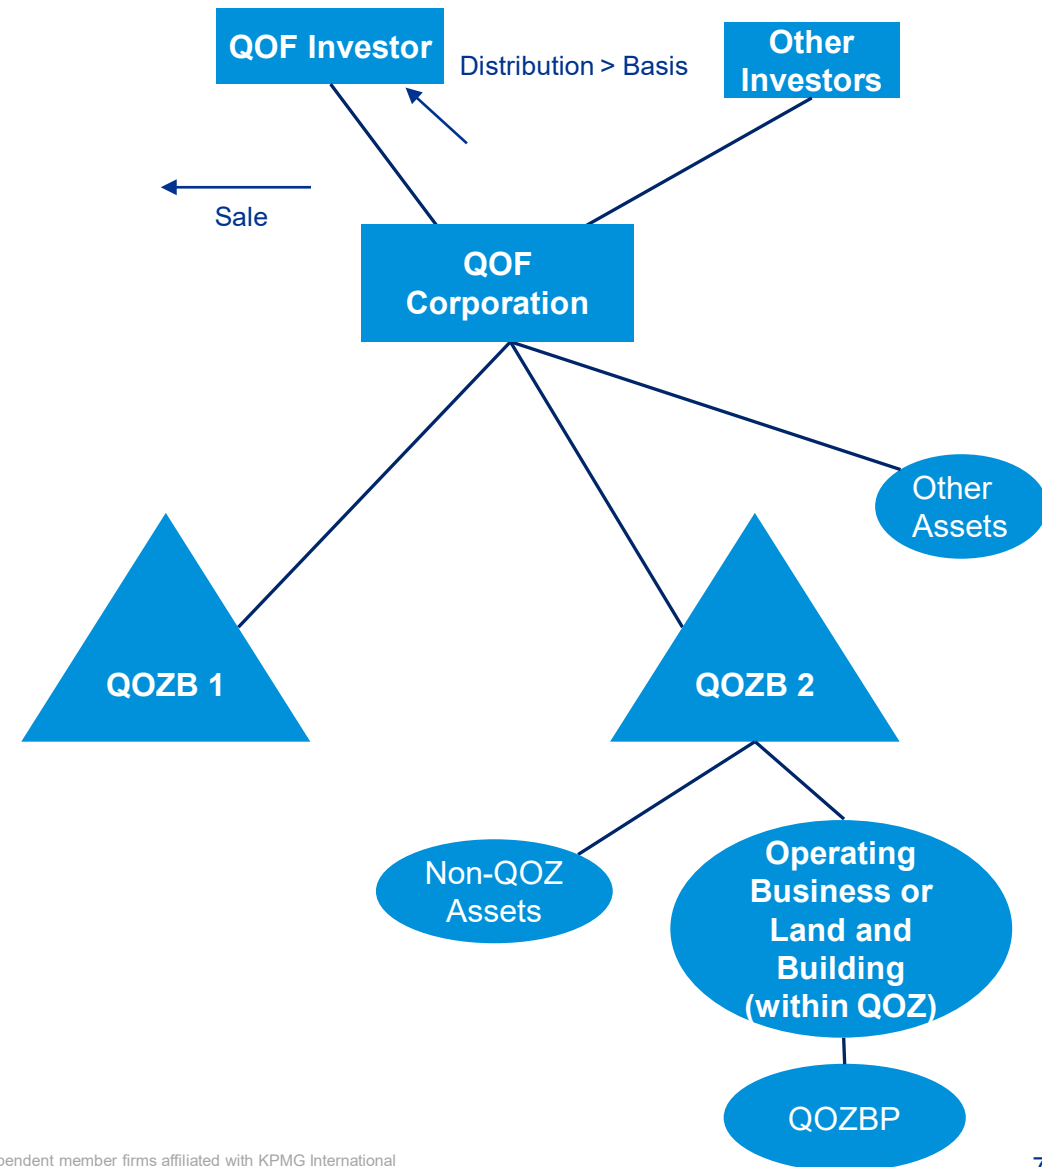 QOF Investor
Distribution > Basis
Other
Investors
Sale
QOF
Corporation
Other
Assets
QOZB 1
QOZB 2
Non-QOZ
Assets
Operating
Business or
Land and
Building
(within QOZ)
QOZBP
member firms affiliated with KPMG International